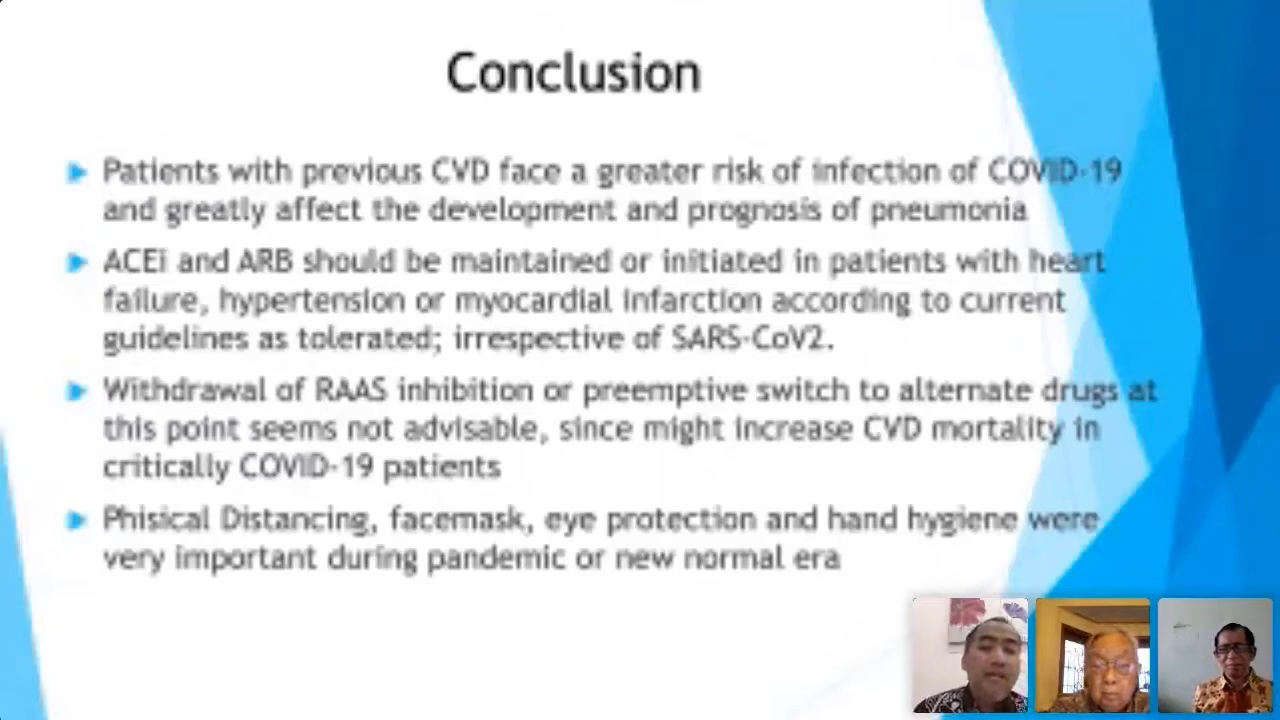 Conclusion
Patients with previous CVD face a greater risk of infection of COVID-19
and greatly affect the development and prognosis of pneumonia
ACEi and ARB should be maintained or initiated in patients with heart
failure, hypertension or myocardial infarction according to current
guidelines as tolerated; irrespective of SARS-CoV2.
Withdrawal of RAAS inhibition or preemptive switch to alternate drugs at
this point seems not advisable, since might increase CVD mortality in
critically COVID-19 patients
Phisical Distancing, facemask, eye protection and hand hygiene were
very important during pandemic or new normal era